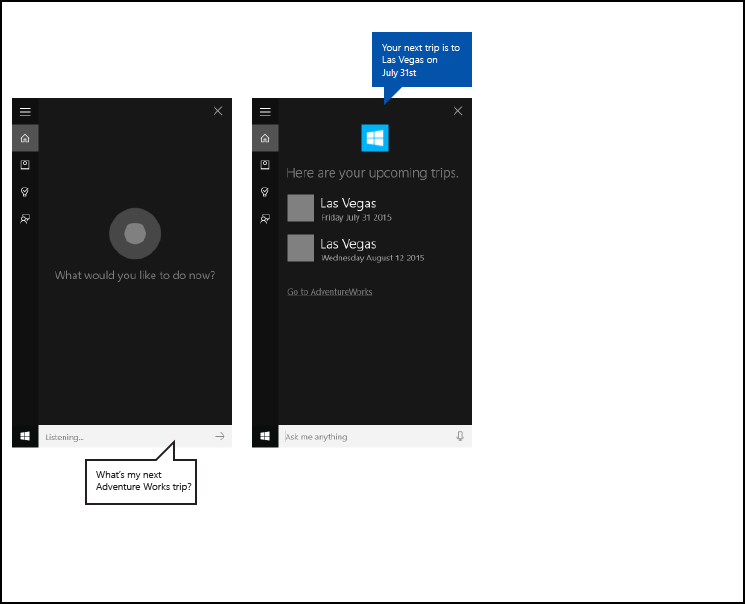 Your next trip is to
Las Vegas on
July 31st
What would you like to do now?
Listening...
What's my next
Adventure Works trip?
Here are your upcoming trips.
Las Vegas
Friday July 31 2015
Las Vegas
Wednesday August 12 2015
Go to AdventureWorks
Ask me anything